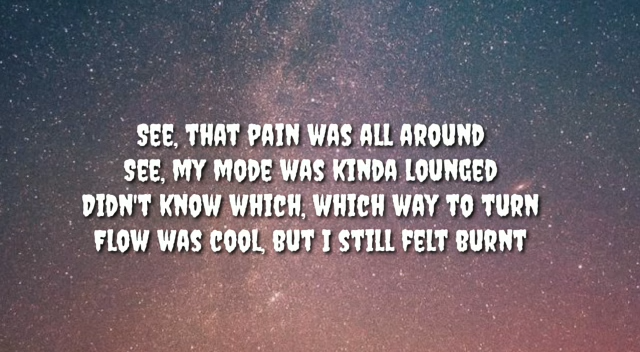 SEE, THAT PAIN WAS ALL AROUND
SEE, MY MODE WAS KINDA LOUNGED
DIDN'T KNOW WHICH, WHICH WAY TO TURN
FLOW WAS COOL, BUT I STILL FELT BURNT